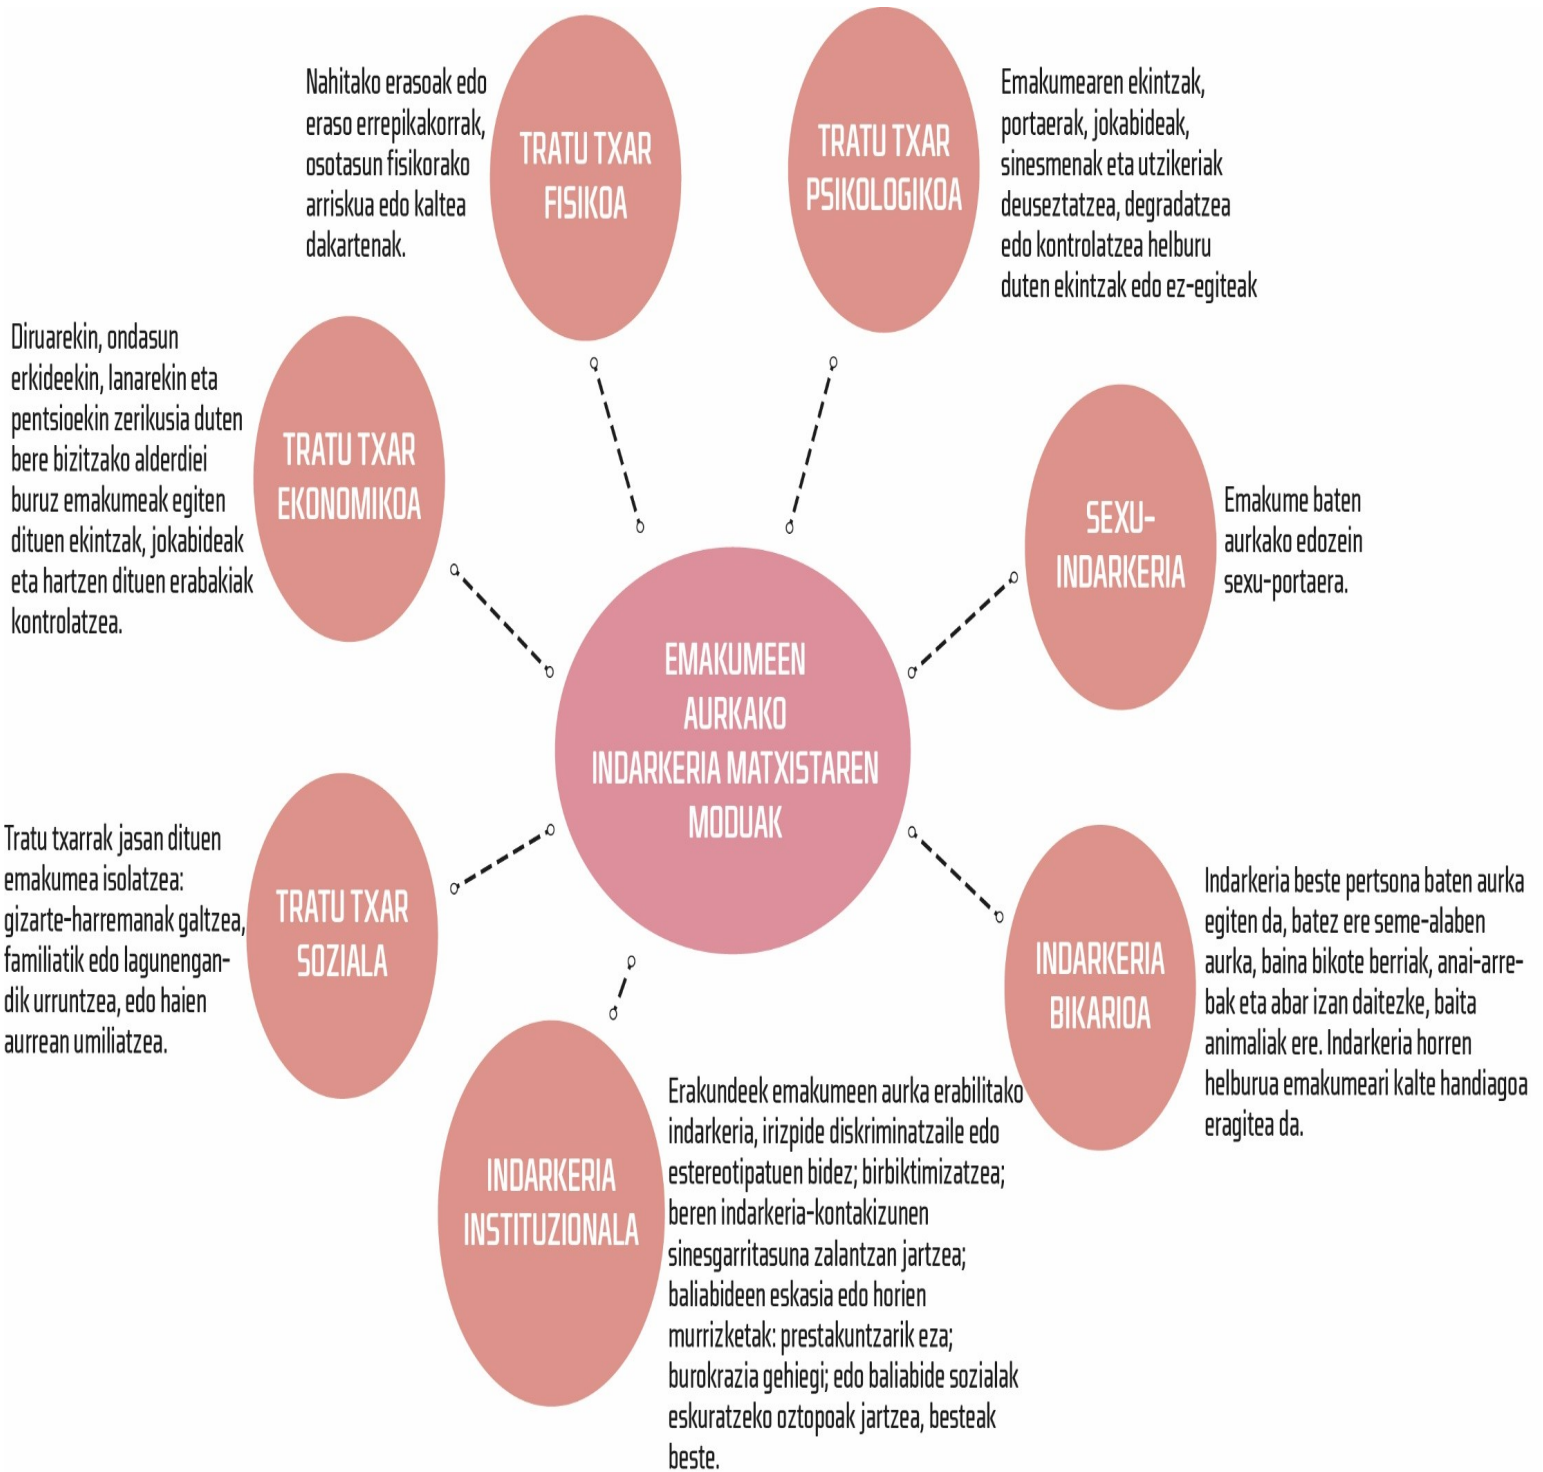 Nahitako erasoak edo
eraso errepikakorrak,
osotasun fisikorako
arriskua edo kaltea
dakartenak.
TRATU TXAR
FISIKOA
TRATU TXAR
PSIKOLOGIKOA
Emakumearen ekintzak,
portaerak, jokabideak,
sinesmenak eta utzikeriak
deuseztatzea, degradatzea
edo kontrolatzea helburu
duten ekintzak edo ez-egiteak
Diruarekin, ondasun
erkideekin, lanarekin eta
pentsioekin zerikusia duten
bere bizitzako alderdiei
buruz emakumeak egiten
dituen ekintzak, jokabideak
eta hartzen dituen erabakiak
kontrolatzea.
TRATU TXAR
EKONOMIKOA
SEXU-
INDARKERIA
Emakume baten
aurkako edozein
sexu-portaera.
EMAKUMEEN
AURKAKO
INDARKERIA MATXISTAREN
MODUAK
Tratu txarrak jasan dituen
emakumea isolatzea:
gizarte-harremanak galtzea,
familiatik edo lagunengan-
dik urruntzea, edo haien
aurrean umiliatzea.
TRATU TXAR
SOZIALA
INDARKERIA
BIKARIOA
Indarkeria beste pertsona baten aurka
egiten da, batez ere seme-alaben
aurka, baina bikote berriak, anai-arre-
bak eta abar izan daitezke, baita
animaliak ere. Indarkeria horren
helburua emakumeari kalte handiagoa
eragitea da.
INDARKERIA
INSTITUZIONALA
Erakundeek emakumeen aurka erabilitako
indarkeria, irizpide diskriminatzaile edo
estereotipatuen bidez; birbiktimizatzea;
beren indarkeria-kontakizunen
sinesgarritasuna zalantzan jartzea;
baliabideen eskasia edo horien
murrizketak: prestakuntzarik eza;
burokrazia gehiegi; edo baliabide sozialak
eskuratzeko oztopoak jartzea, besteak
beste.